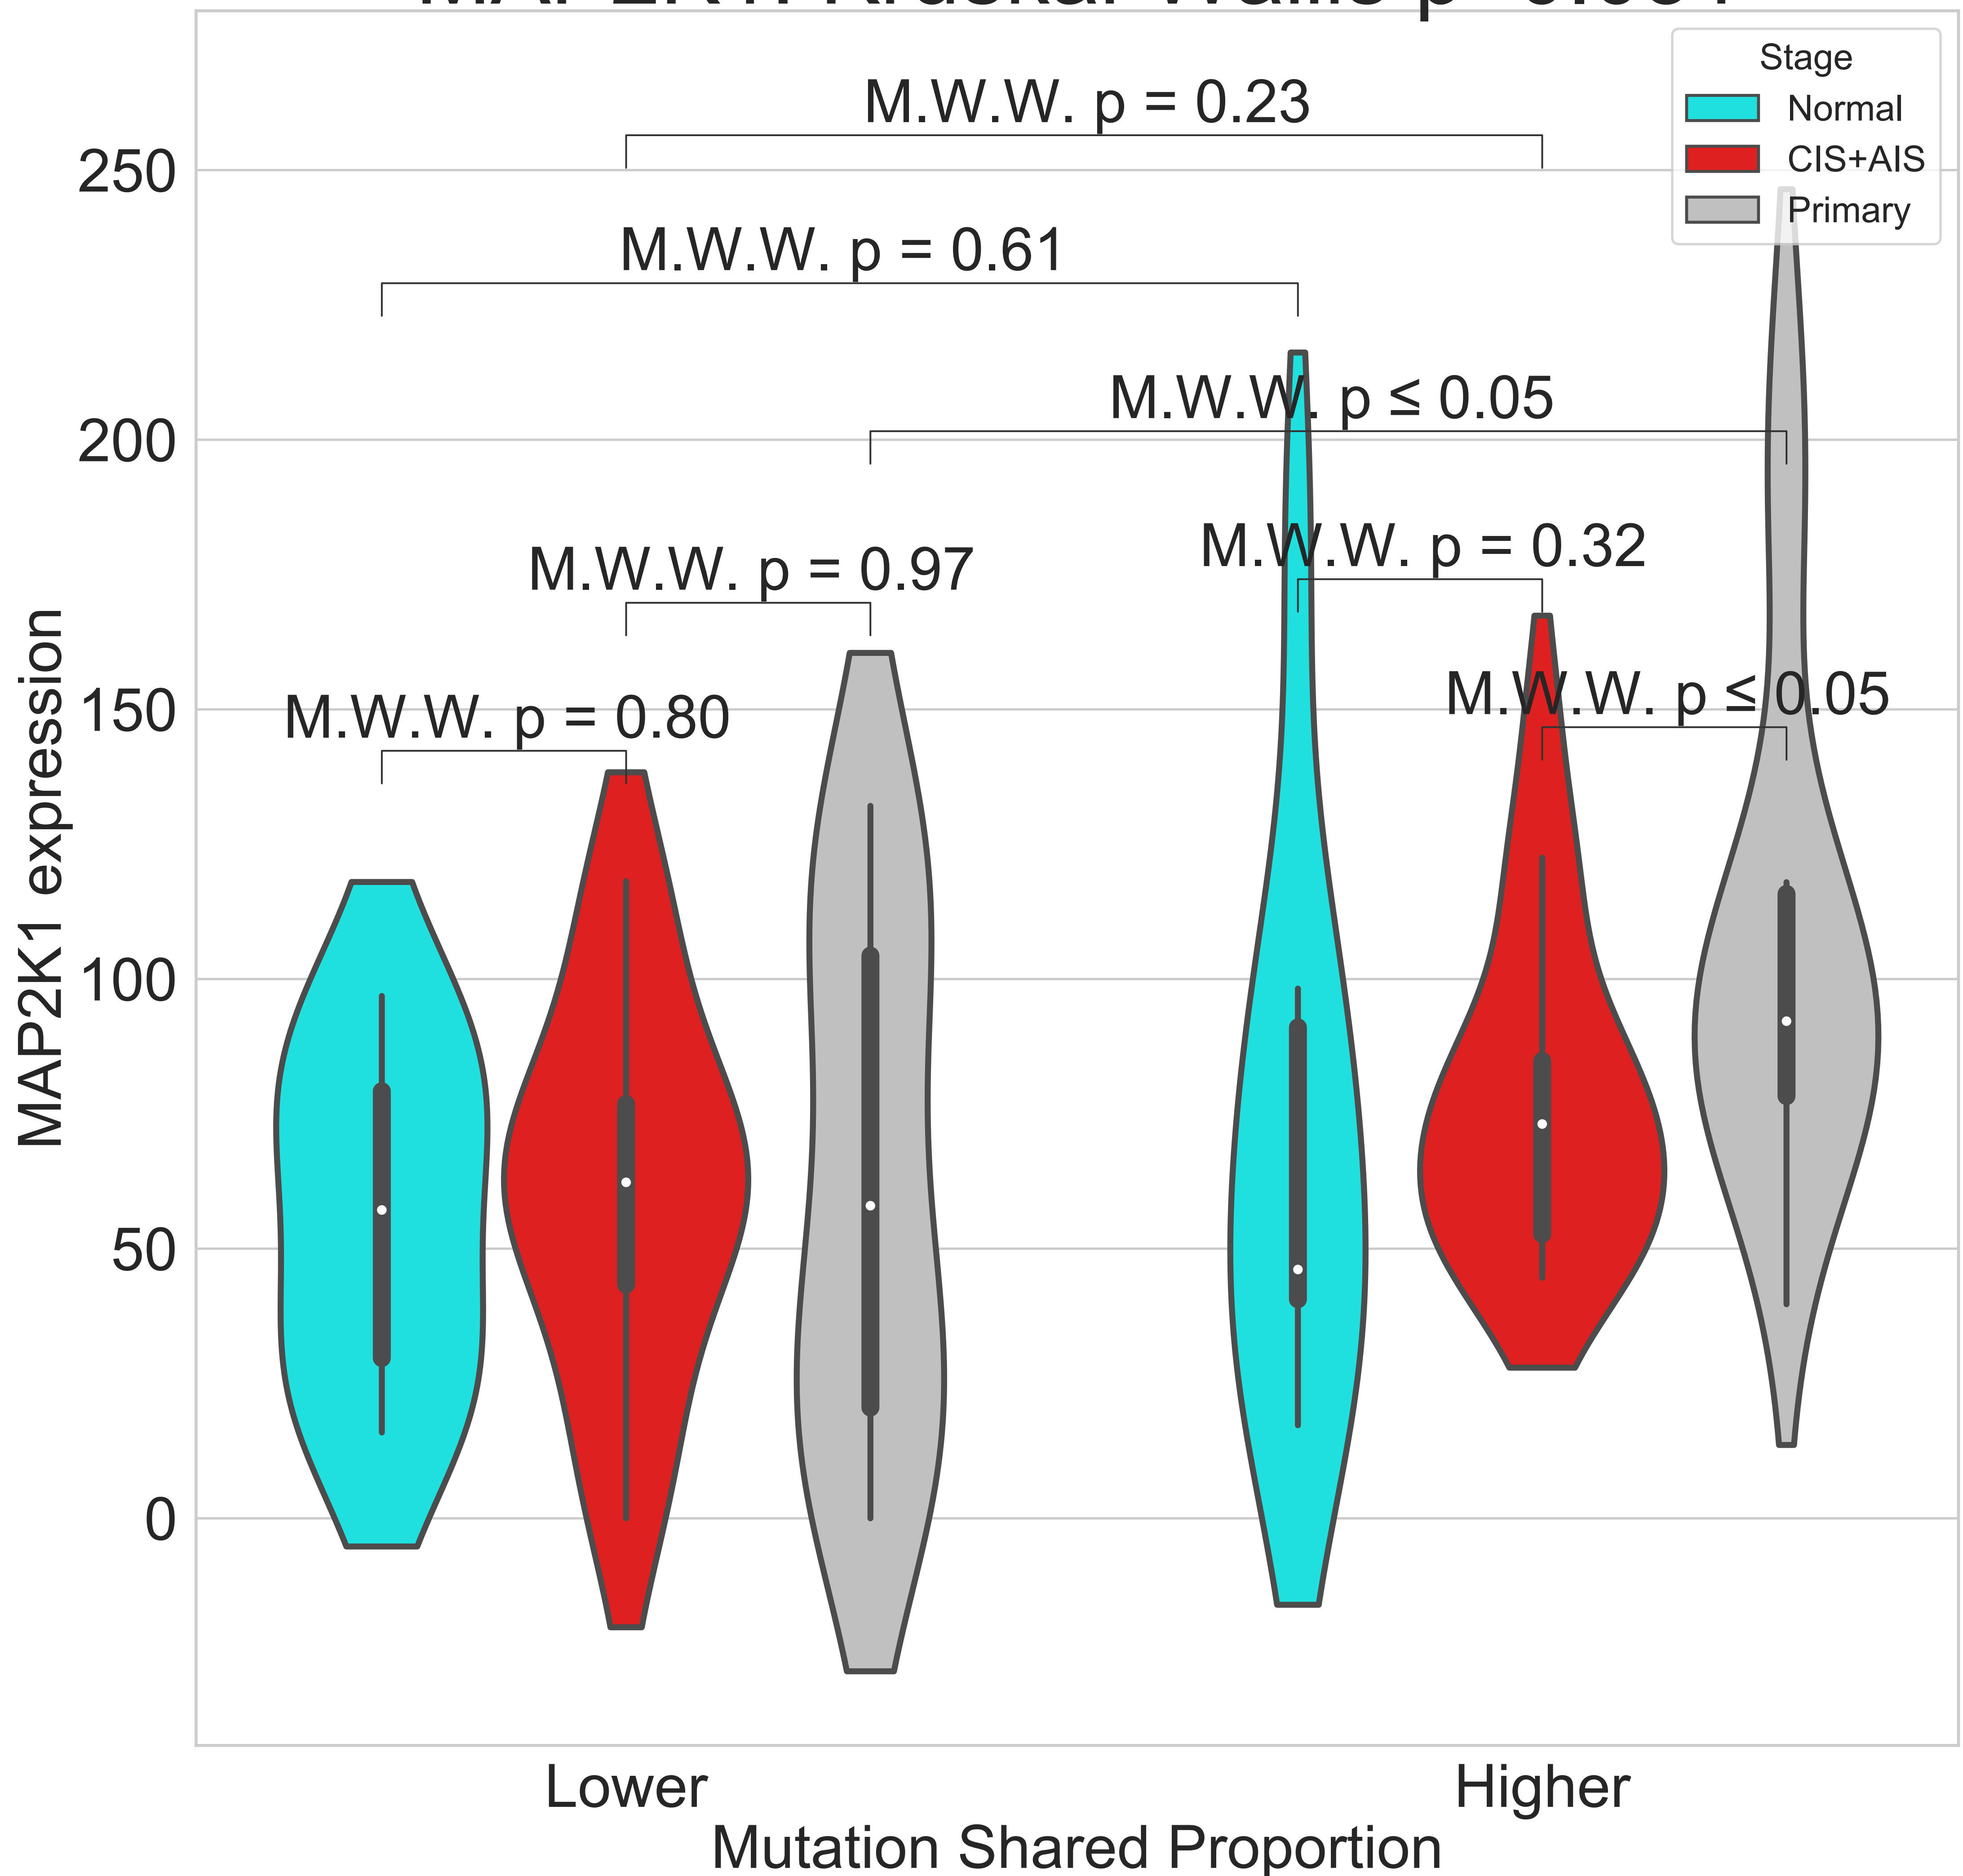 Stage
Normal
CIS+AIS
Primary
M.W.W. p = 0.23
M.W.W. p = 0.61
M.W.W. p ≤ 0.05
M.W.W. p = 0.32
M.W.W. p = 0.97
M.W.W. p ≤ 0.05
M.W.W. p = 0.80
250
200
150
100
50
0
MAP2K1 expression
Lower
Higher
Mutation Shared Proportion